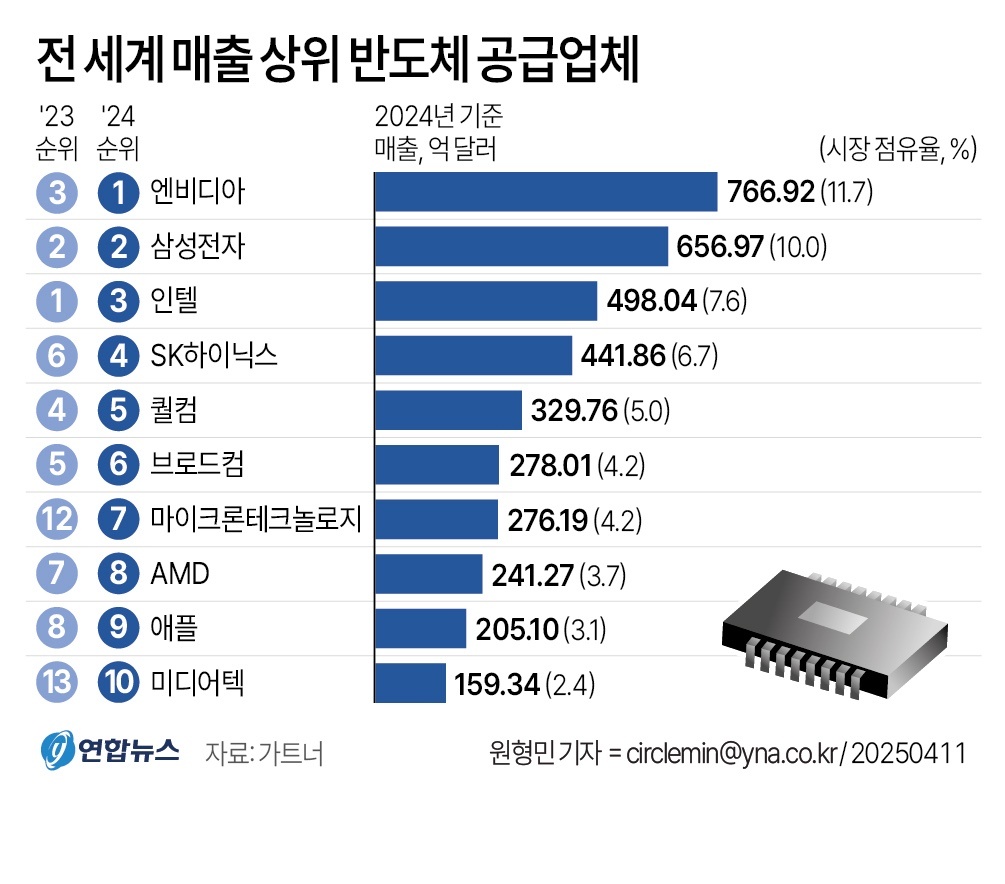 전 세계 매출 상위 반도체 공급업체
'23 순위 '24 순위 2024년 기준 매출, 억 달러 (시장 점유율, %)
3 1 엔비디아 766.92 (11.7)
2 2 삼성전자 656.97 (10.0)
1 3 인텔 498.04 (7.6)
6 4 SK하이닉스 441.86 (6.7)
4 5 퀄컴 329.76 (5.0)
5 6 브로드컴 278.01 (4.2)
12 7 마이크론테크놀로지 276.19 (4.2)
7 8 AMD 241.27 (3.7)
8 9 애플 205.10 (3.1)
13 10 미디어텍 159.34 (2.4)
연합뉴스 자료: 가트너 원형민 기자 = circlemin@yna.co.kr / 20250411